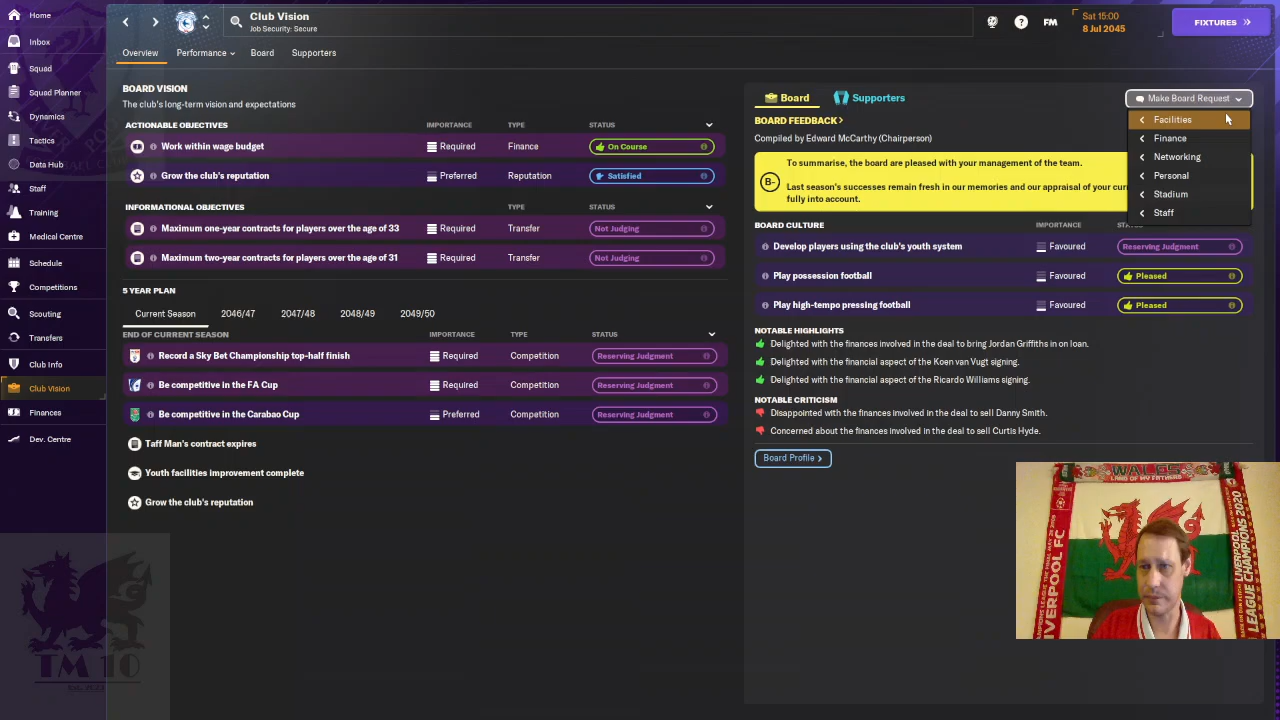 Home
Inbox
Squad
Squad Planner
Dynamics
Tactics
Data Hub
Staff
Training
Medical Centre
Schedule
Competitions
Scouting
Transfers
Club Info
Club Vision
Finances
Dev. Centre
Club Vision
Job Security: Secure
FM
Sat 15:00
8 Jul 2045
FIXTURES
Overview
Performance
Board
Supporters
BOARD VISION
The club's long-term vision and expectations
ACTIONABLE OBJECTIVES IMPORTANCE TYPE STATUS
Work within wage budget Required Finance On Course
Grow the club's reputation Preferred Reputation Satisfied
INFORMATIONAL OBJECTIVES TYPE STATUS
Maximum one-year contracts for players over the age of 33 Required Transfer Not Judging
Maximum two-year contracts for players over the age of 31 Required Transfer Not Judging
5 YEAR PLAN
Current Season 2046/47 2047/48 2048/49 2049/50
END OF CURRENT SEASON IMPORTANCE TYPE STATUS
Record a Sky Bet Championship top-half finish Required Competition Reserving Judgment
Be competitive in the FA Cup Required Competition Reserving Judgment
Be competitive in the Carabao Cup Preferred Competition Reserving Judgment
Taff Man's contract expires
Youth facilities improvement complete
Grow the club's reputation
Board
Supporters
Make Board Request
Facilities
Finance
Networking
Personal
Stadium
Staff
BOARD FEEDBACK
Compiled by Edward McCarthy (Chairperson)
B-
To summarise, the board are pleased with your management of the team.
Last season's successes remain fresh in our memories and our appraisal of your
fully into account.
BOARD CULTURE IMPORTANCE
Develop players using the club's youth system Favoured Reserving Judgment
Play possession football Favoured Pleased
Play high-tempo pressing football Favoured Pleased
NOTABLE HIGHLIGHTS
Delighted with the finances involved in the deal to bring Jordan Griffiths in on loan.
Delighted with the financial aspect of the Koen van Vugt signing.
Delighted with the financial aspect of the Ricardo Williams signing.
NOTABLE CRITICISM
Disappointed with the finances involved in the deal to sell Danny Smith.
Concerned about the finances involved in the deal to sell Curtis Hyde.
Board Profile
WALES
LAND OF MY FATHERS
LIVERPOOL FC
LIVERPOOL 2020
LEAGUE CHAMPIONS
TM 10